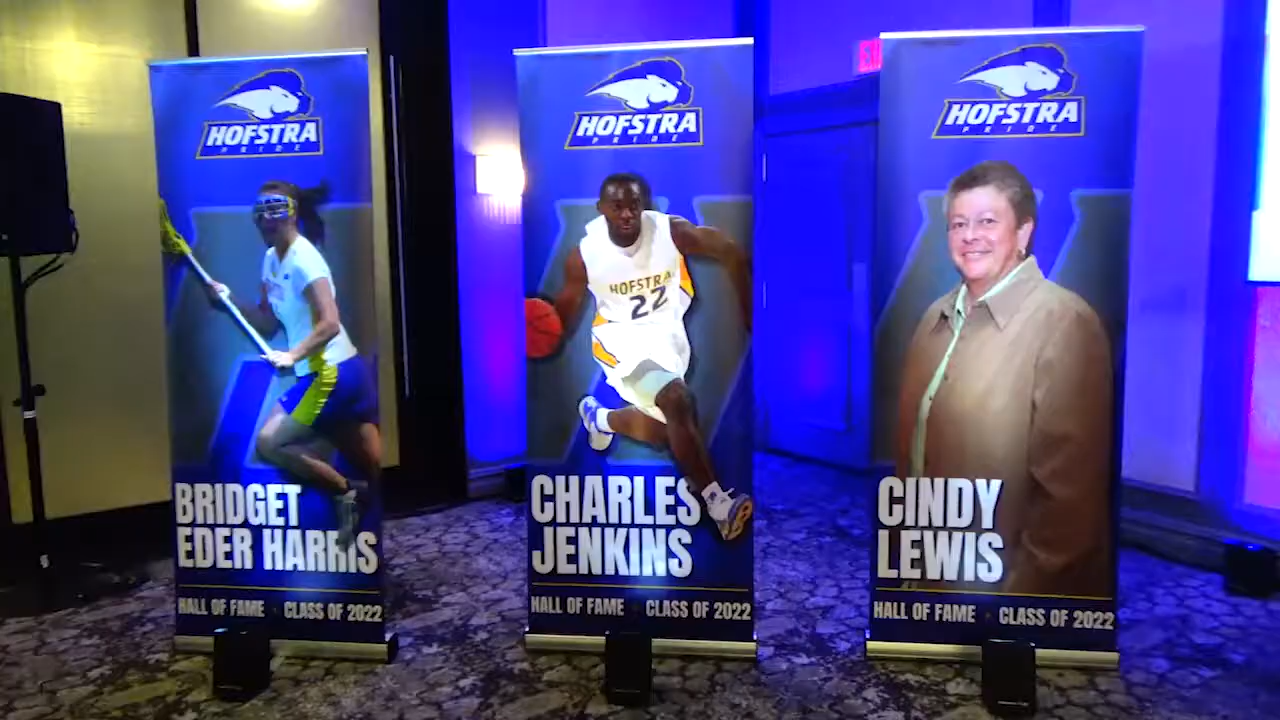 HOFSTRA
PRIDE
BRIDGET
EDER HARRIS
HALL OF FAME · CLASS OF 2022
HOFSTRA
PRIDE
HOFSTRA
22
CHARLES
JENKINS
HALL OF FAME · CLASS OF 2022
EXI
HOFSTRA
PRIDE
CINDY
LEWIS
HALL OF FAME · CLASS OF 2022